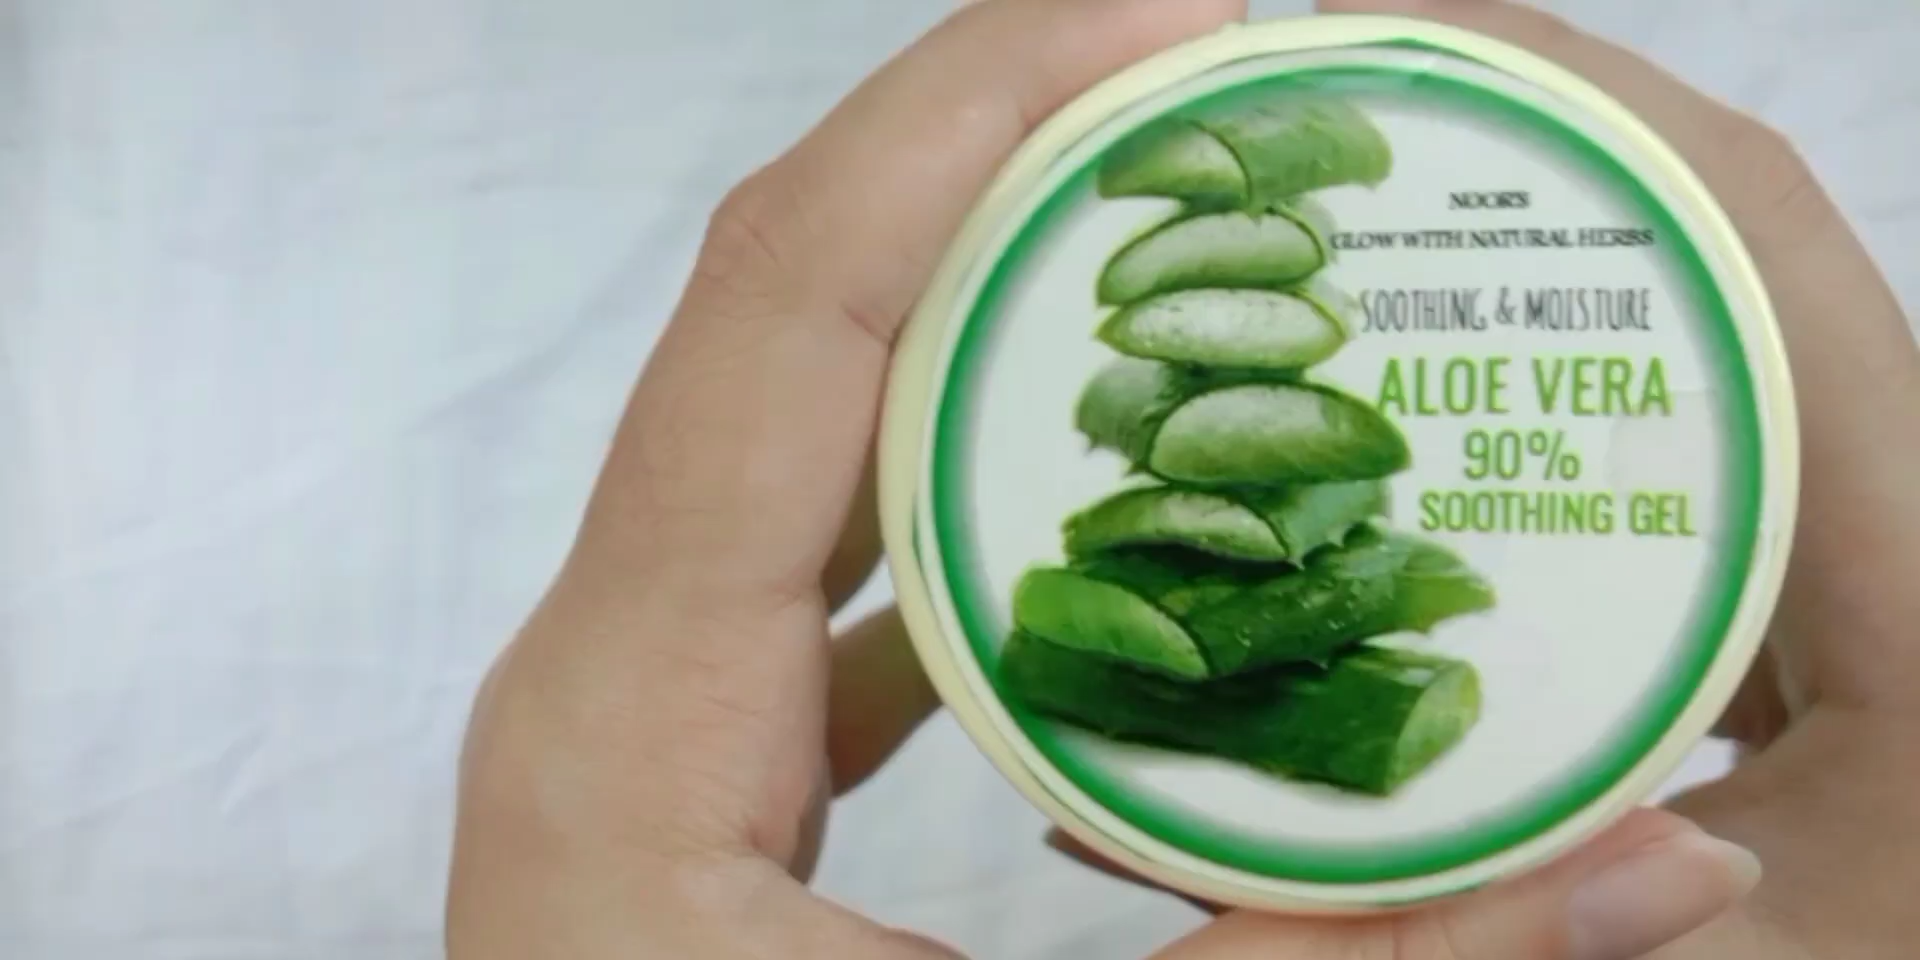 NOOR'S
GLOW WITH NATURAL HERBS
SOOTHING & MOISTURE
ALOE VERA
90%
SOOTHING GEL